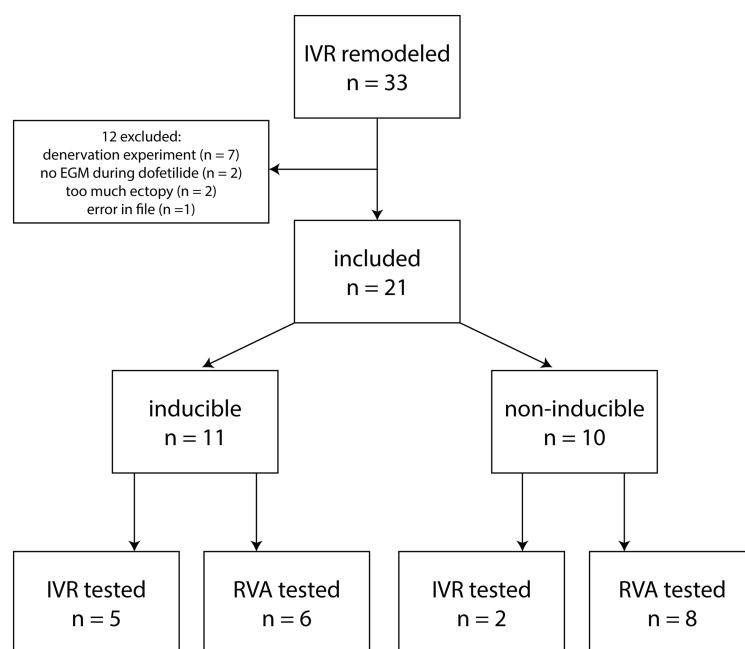 IVR remodeled
n = 33
12 excluded:
denervation experiment (n = 7)
no EGM during dofetilide (n = 2)
too much ectopy (n = 2)
error in file (n =1)
included
n = 21
inducible
n = 11
non-inducible
n = 10
IVR tested
n = 5
RVA tested
n = 6
IVR tested
n = 2
RVA tested
n = 8